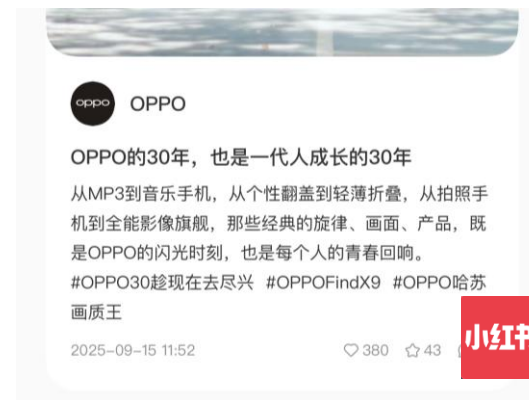 oppo
OPPO
OPPO的30年，也是一代人成长的30年
从MP3到音乐手机，从个性翻盖到轻薄折叠，从拍照手
机到全能影像旗舰，那些经典的旋律、画面、产品，既
是OPPO的闪光时刻，也是每个人的青春回响。
#OPPO30趁现在去尽兴 #OPPOFindX9 #OPPO哈苏
画质王
2025-09-15 11:52
380
43
小红书